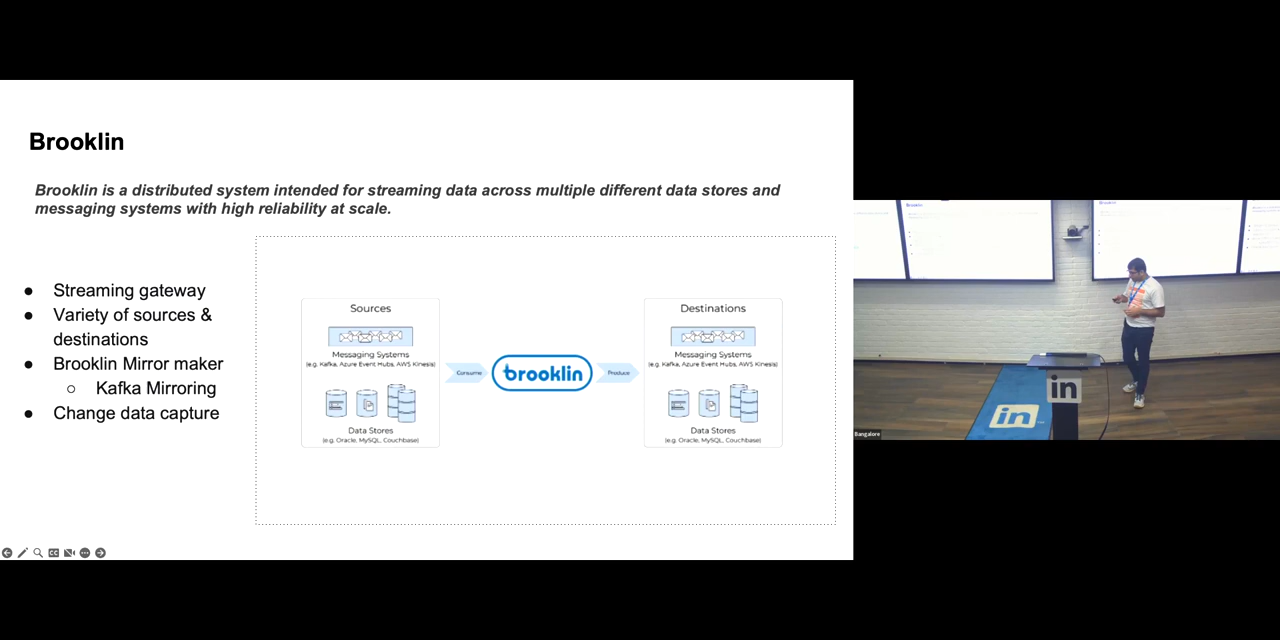 Brooklin
Brooklin is a distributed system intended for streaming data across multiple different data stores and
messaging systems with high reliability at scale.
● Streaming gateway
● Variety of sources &
destinations
● Brooklin Mirror maker
○ Kafka Mirroring
● Change data capture
Sources
Messaging Systems
(e.g. Kafka, Azure Event Hubs, AWS Kinesis)
Data Stores
(e.g. Oracle, MySQL, Couchbase)
Consume
brooklin
Produce
Destinations
Messaging Systems
(e.g. Kafka, Azure Event Hubs, AWS Kinesis)
Data Stores
(e.g. Oracle, MySQL, Couchbase)
CC
Brooklin
Brooklin
in
in
Bangalore